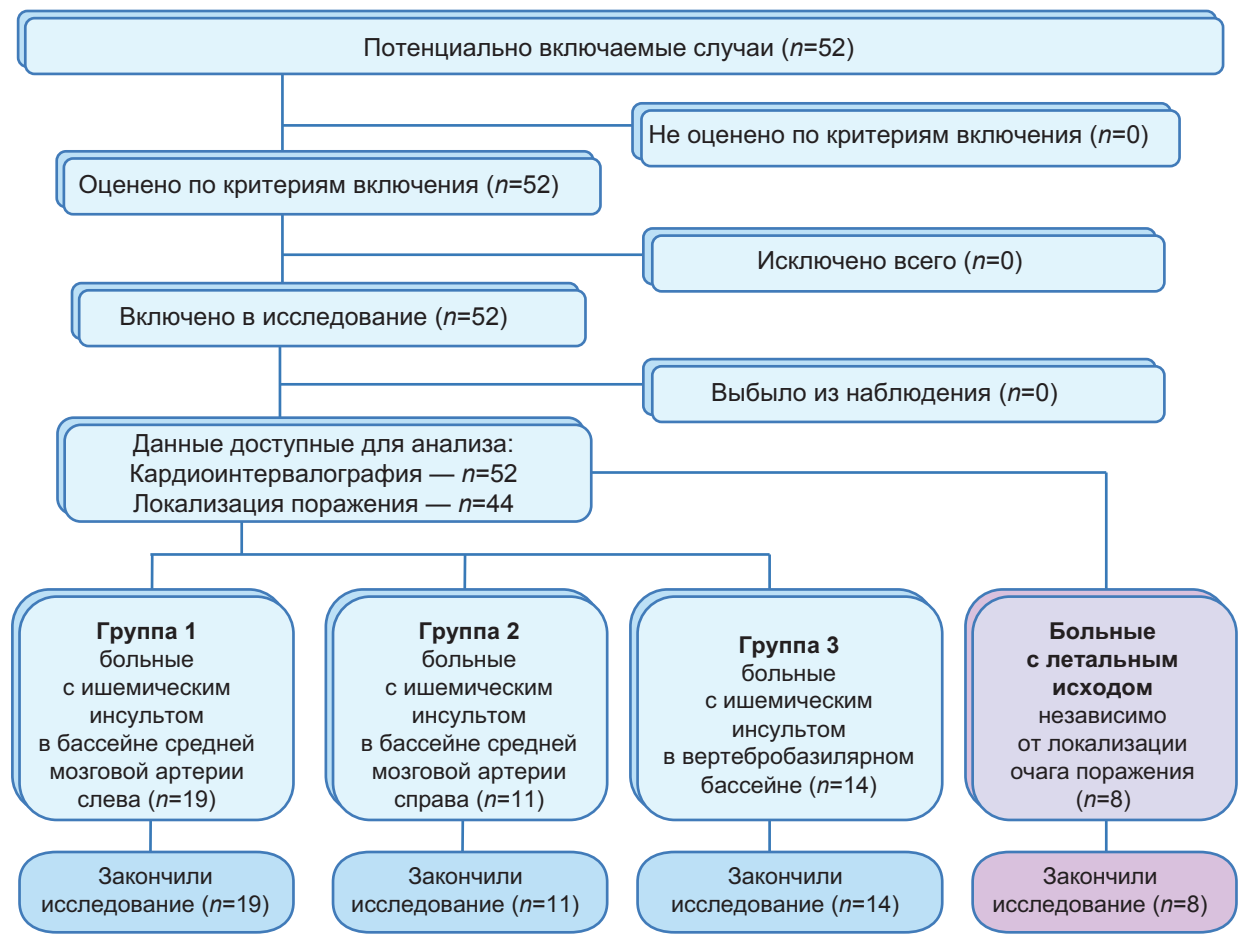 Потенциально включаемые случаи (n=52)
Не оценено по критериям включения (n=0)
Оценено по критериям включения (n=52)
Исключено всего (n=0)
Включено в исследование (n=52)
Выбыло из наблюдения (n=0)
Данные доступные для анализа:
Кардиоинтервалография — n=52
Локализация поражения — n=44
Группа 1
больные
с ишемическим
инсультом
в бассейне средней
мозговой артерии
слева (n=19)
Группа 2
больные
с ишемическим
инсультом
в бассейне средней
мозговой артерии
справа (n=11)
Группа 3
больные
с ишемическим
инсультом
в вертебробазилярном
бассейне (n=14)
Больные
с летальным
исходом
независимо
от локализации
очага поражения
(n=8)
Закончили
исследование (n=19)
Закончили
исследование (n=11)
Закончили
исследование (n=14)
Закончили
исследование (n=8)